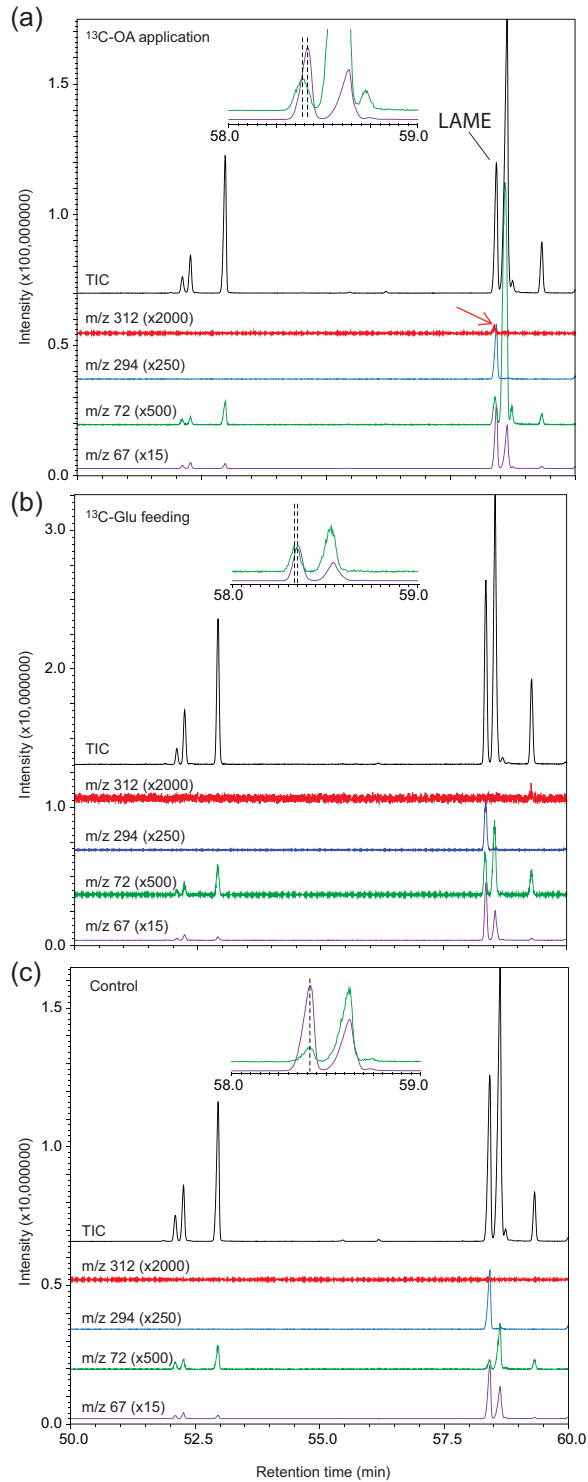 (a)
13C-OA application
58.0
59.0
LAME
1.5
1.0
0.5
0.0
Intensity (x100,000000)
TIC
m/z 312 (x2000)
m/z 294 (x250)
m/z 72 (x500)
m/z 67 (x15)
(b)
13C-Glu feeding
58.0
59.0
3.0
2.0
1.0
0.0
Intensity (x10,000000)
TIC
m/z 312 (x2000)
m/z 294 (x250)
m/z 72 (x500)
m/z 67 (x15)
(c)
Control
58.0
59.0
1.5
1.0
0.5
0.0
Intensity (x10,000000)
TIC
m/z 312 (x2000)
m/z 294 (x250)
m/z 72 (x500)
m/z 67 (x15)
50.0 52.5 55.0 57.5 60.0
Retention time (min)